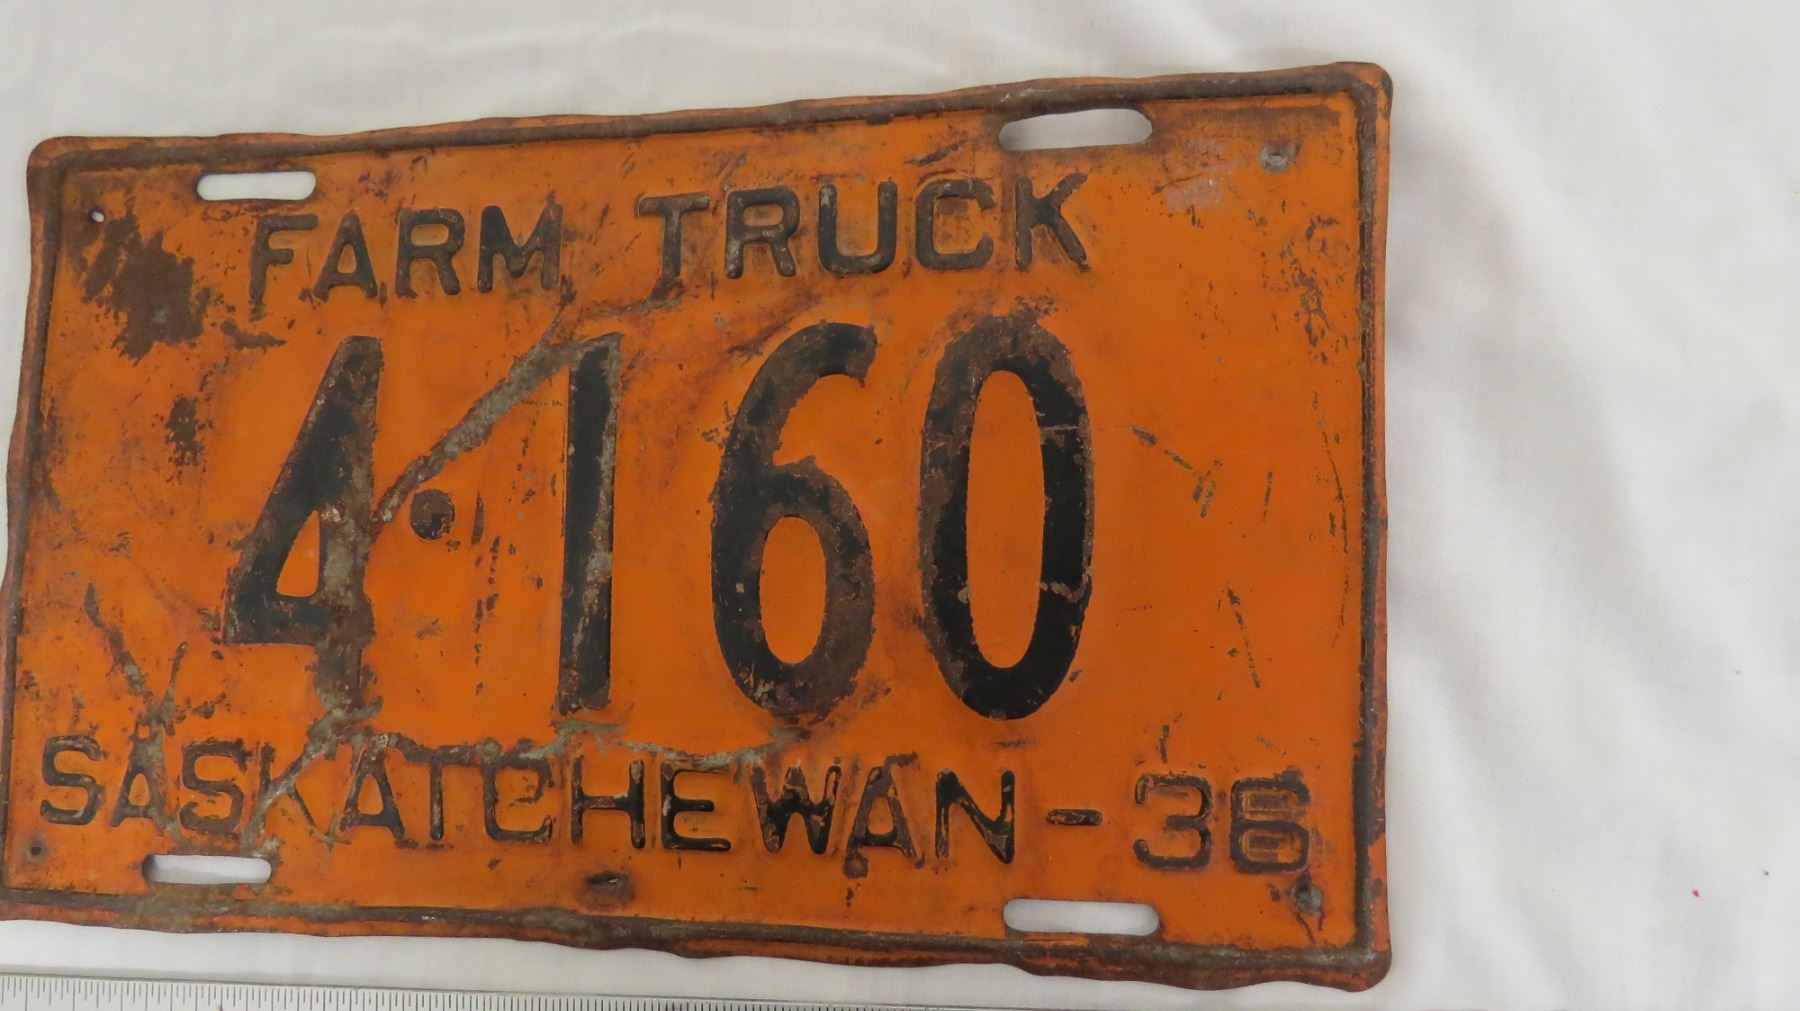 FARM TRUCK
4·160
SASKATCHEWAN-36